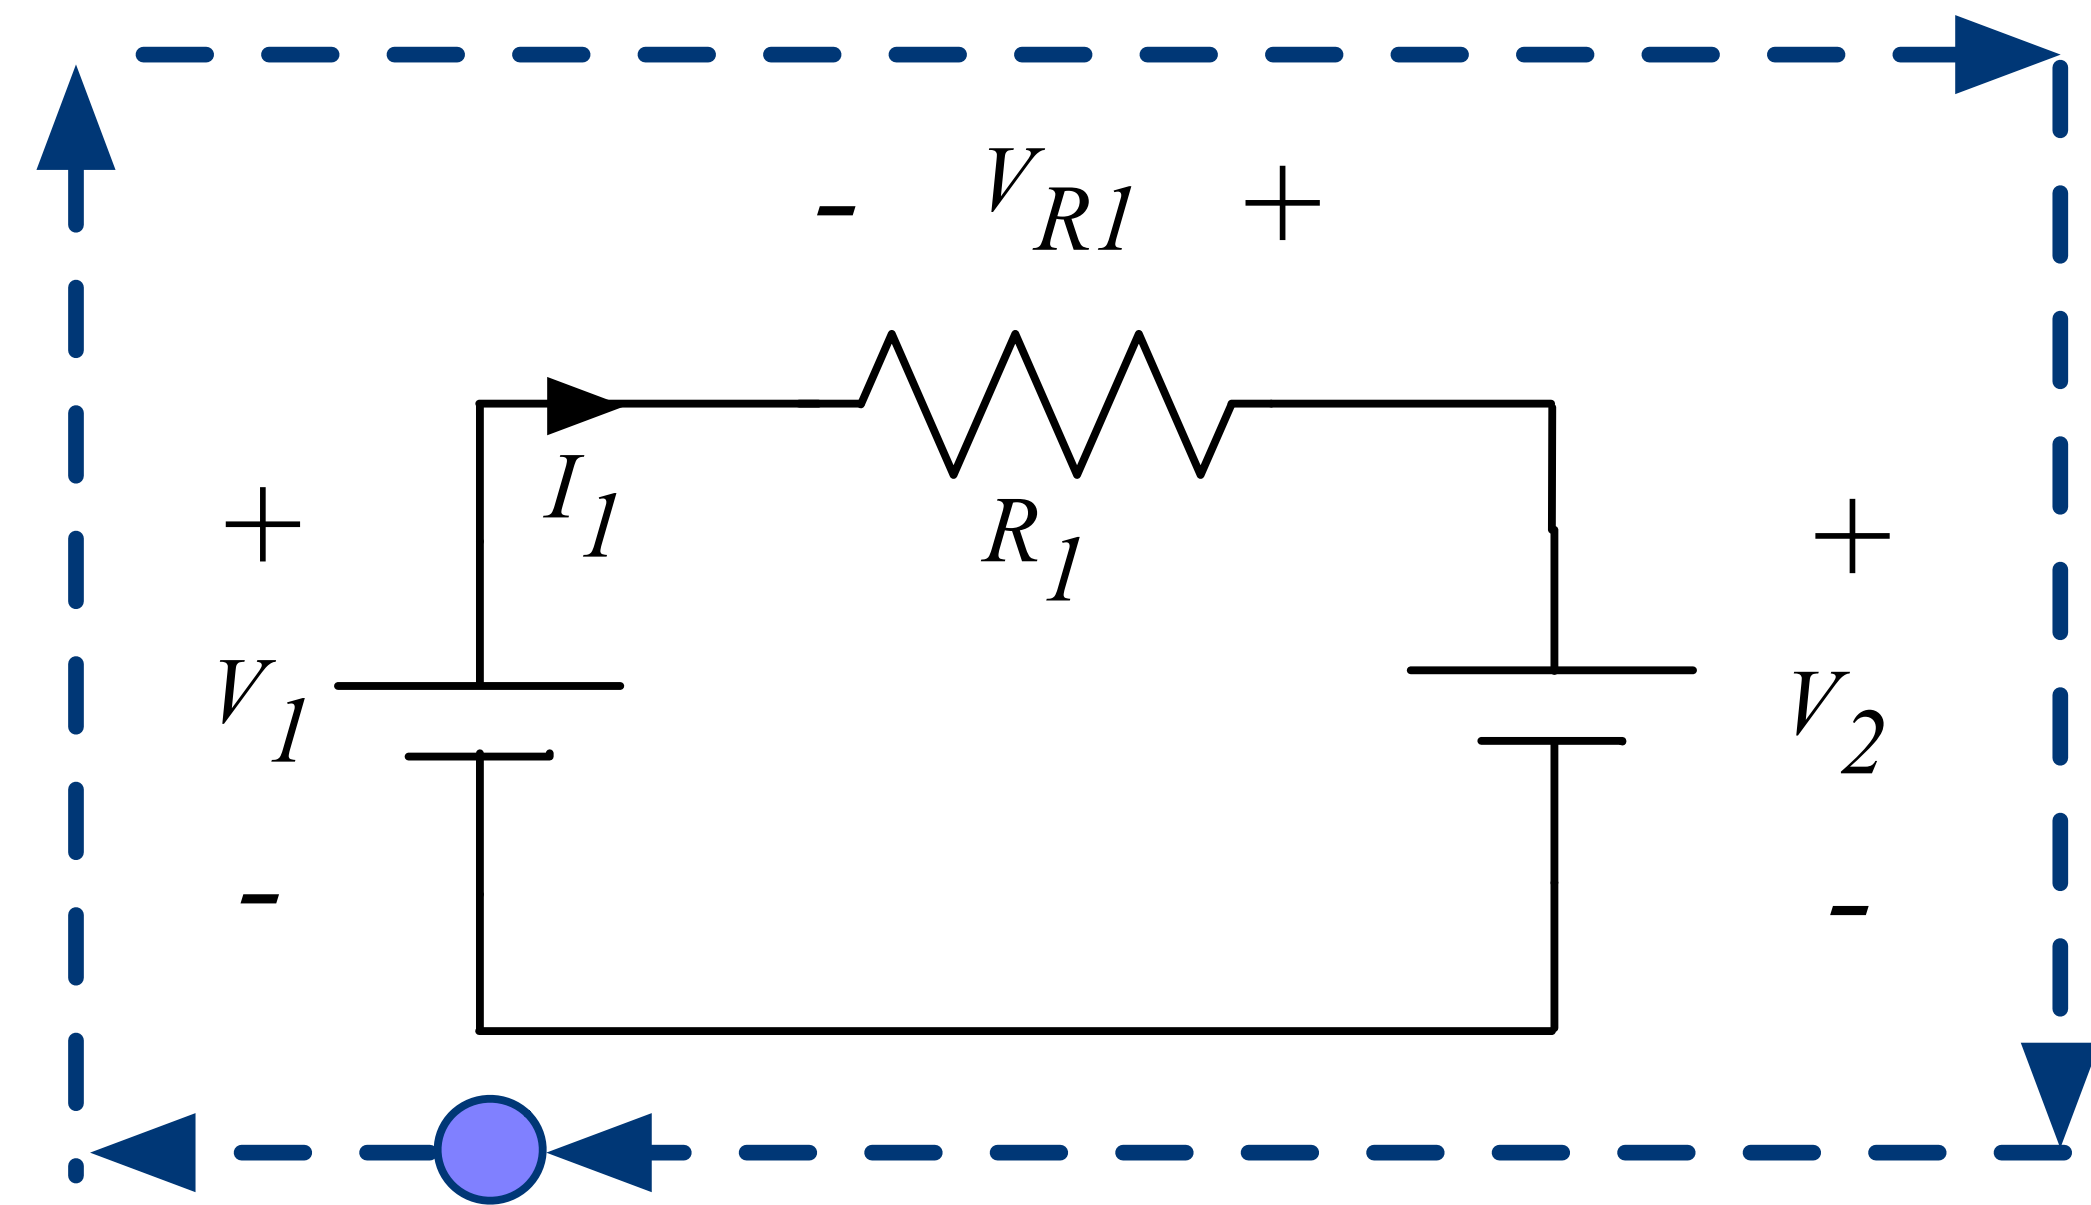 - V_R1 +
I_1
R_1
+
V_1
-
+
V_2
-